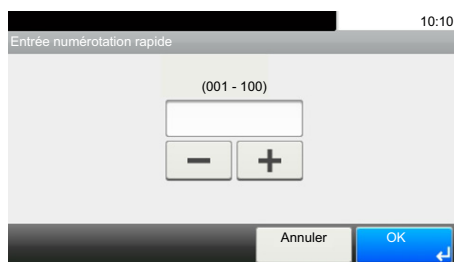 10:10
Entrée numérotation rapide
(001 - 100)
Annuler
OK